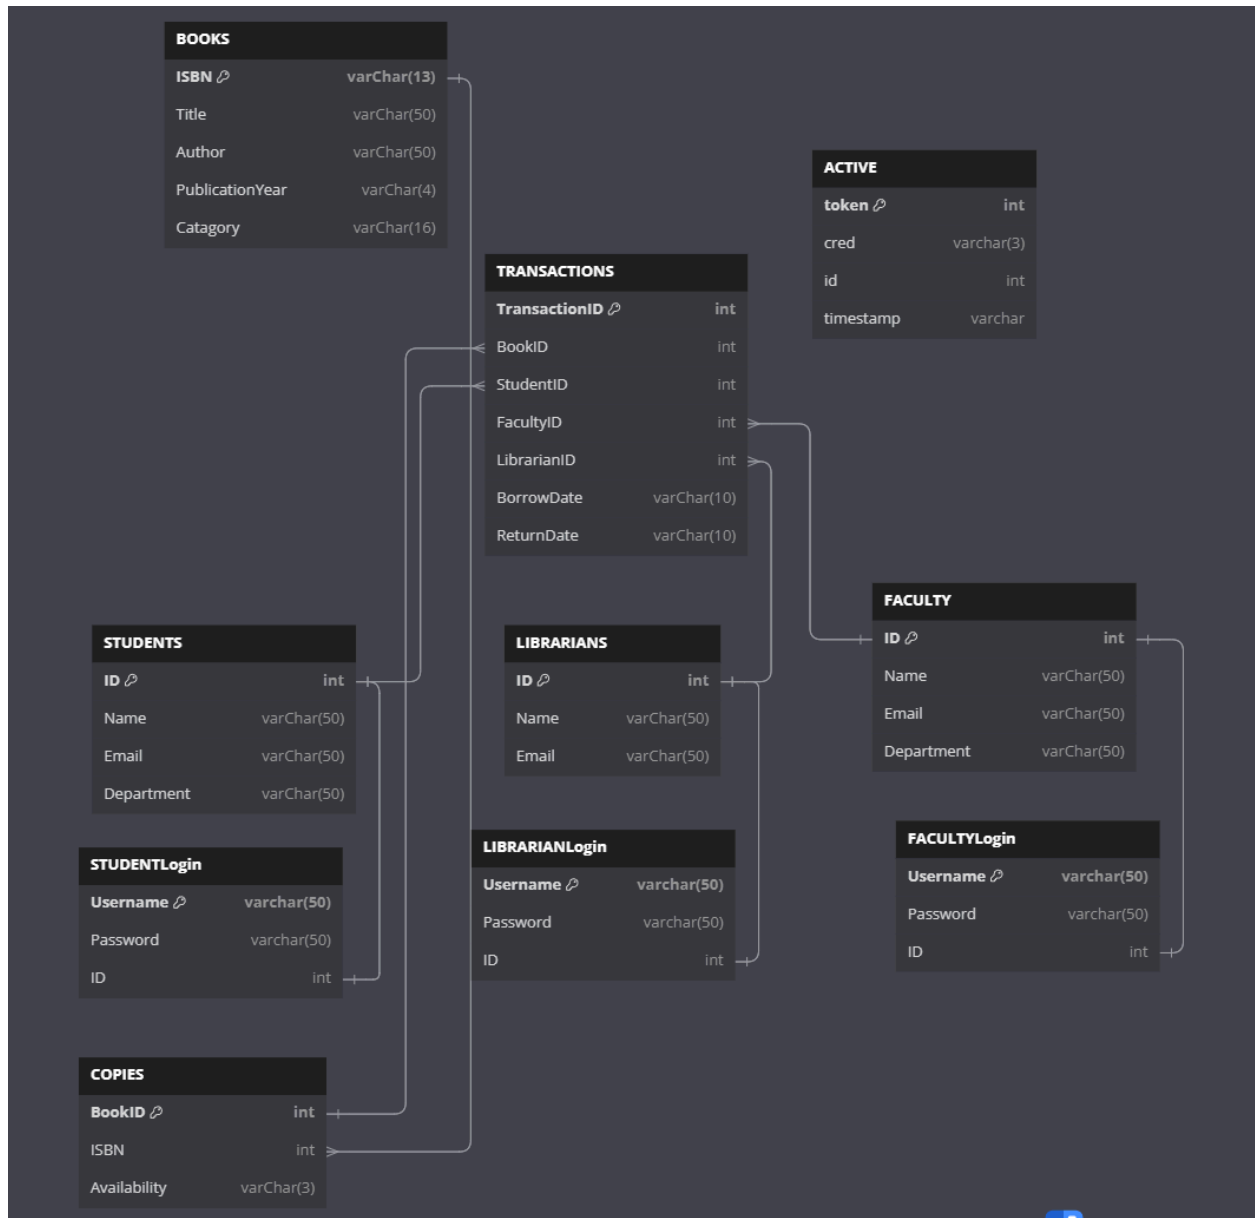 BOOKS
ISBN varChar(13)
Title varChar(50)
Author varChar(50)
PublicationYear varChar(4)
Catagory varChar(16)
ACTIVE
token int
cred varchar(3)
id int
timestamp varchar
TRANSACTIONS
TransactionID int
BookID int
StudentID int
FacultyID int
LibrarianID int
BorrowDate varChar(10)
ReturnDate varChar(10)
STUDENTS
ID int
Name varChar(50)
Email varChar(50)
Department varChar(50)
LIBRARIANS
ID int
Name varChar(50)
Email varChar(50)
FACULTY
ID int
Name varChar(50)
Email varChar(50)
Department varChar(50)
STUDENTLogin
Username varchar(50)
Password varchar(50)
ID int
LIBRARIANLogin
Username varchar(50)
Password varchar(50)
ID int
FACULTYLogin
Username varchar(50)
Password varchar(50)
ID int
COPIES
BookID int
ISBN int
Availability varChar(3)